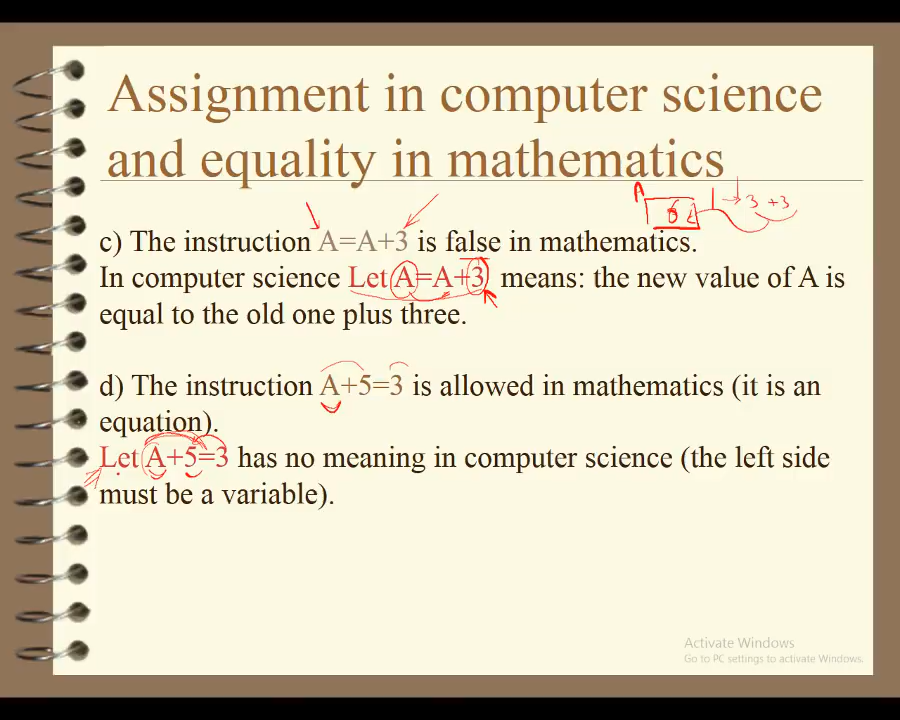 Assignment in computer science
and equality in mathematics
A
3 +3
c) The instruction A=A+3 is false in mathematics.
In computer science Let A=A+3 means: the new value of A is
equal to the old one plus three.
d) The instruction A+5=3 is allowed in mathematics (it is an
equation).
Let A+5=3 has no meaning in computer science (the left side
must be a variable).
Activate Windows
Go to PC settings to activate Windows.